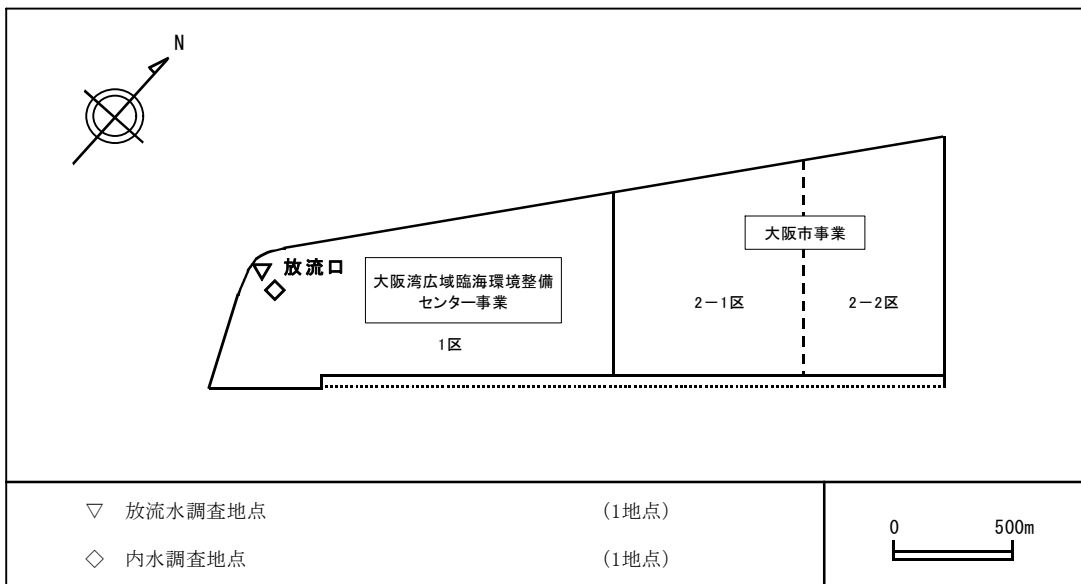 N
放流口
大阪湾広域臨海環境整備
センター事業
1区
大阪市事業
2－1区
2－2区
▽ 放流水調査地点 (1地点)
◇ 内水調査地点 (1地点)
0 500m